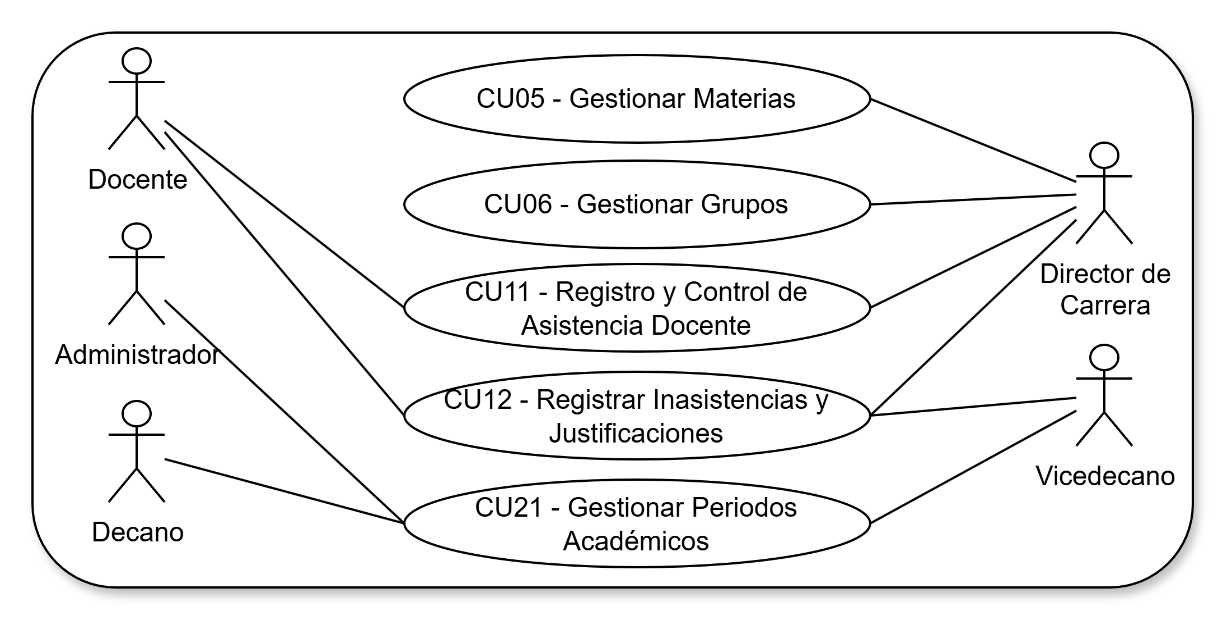 CU05 - Gestionar Materias
Docente
CU06 - Gestionar Grupos
Director de
Carrera
CU11 - Registro y Control de
Asistencia Docente
Administrador
CU12 - Registrar Inasistencias y
Justificaciones
Vicedecano
CU21 - Gestionar Periodos
Académicos
Decano